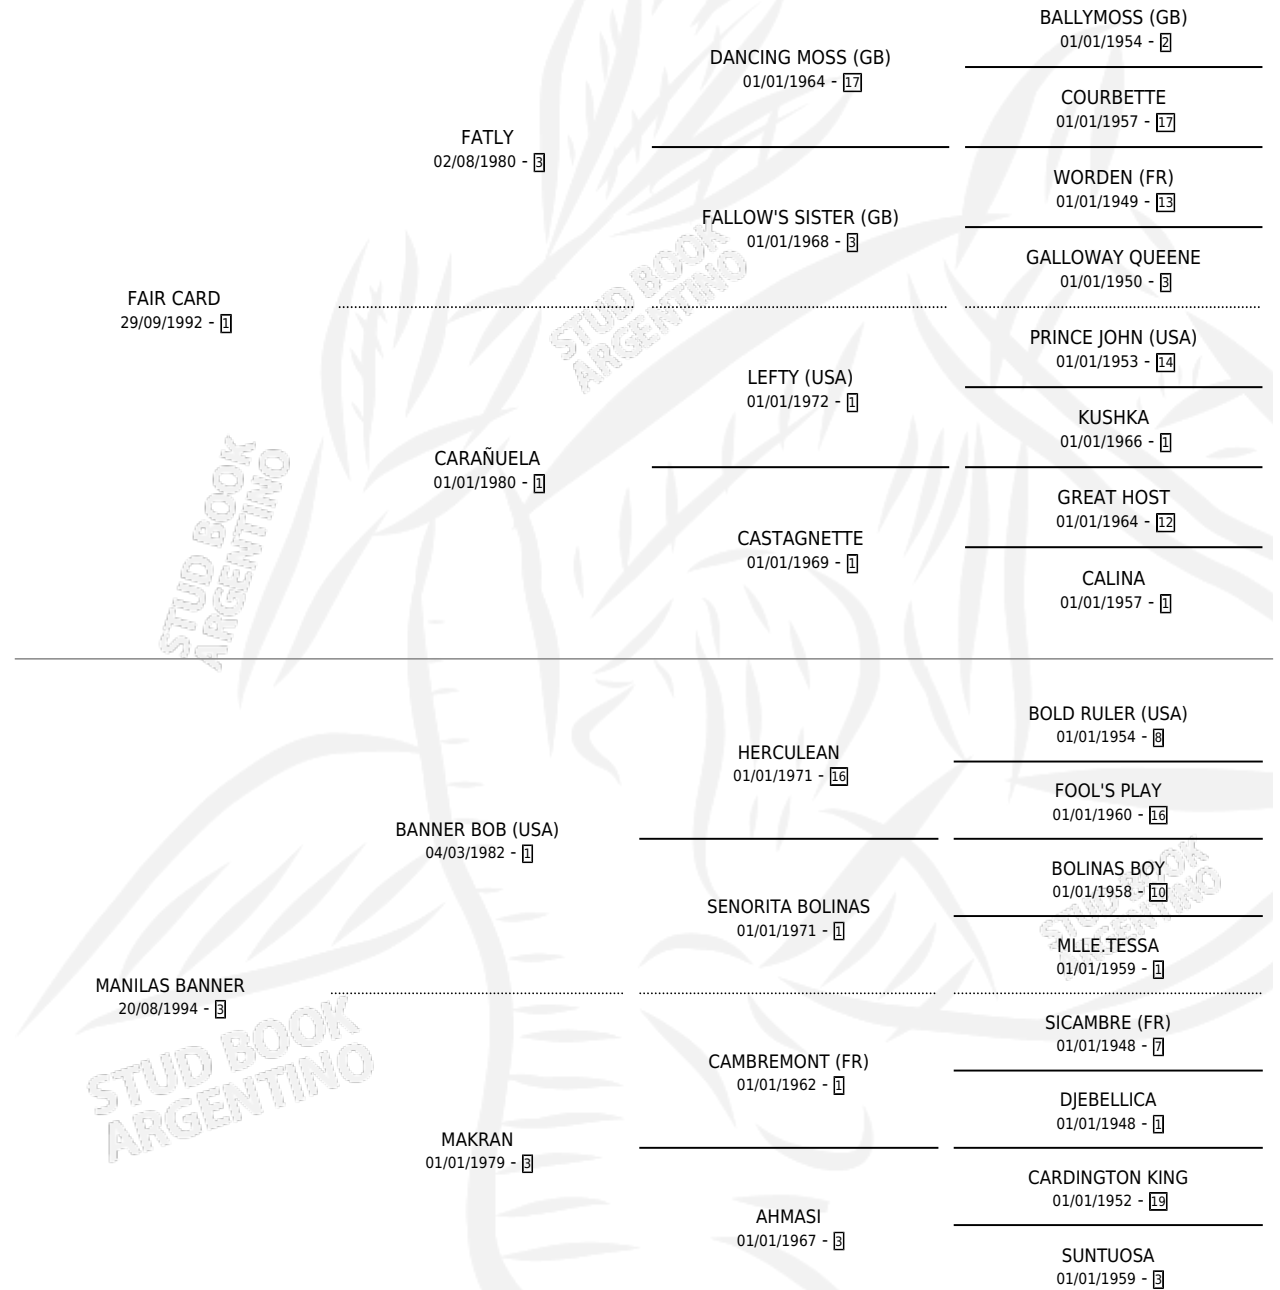 BALLYMOSS (GB)
01/01/1954 - 2
DANCING MOSS (GB)
01/01/1964 - 17
COURBETTE
01/01/1957 - 17
FATLY
02/08/1980 - 3
WORDEN (FR)
01/01/1949 - 13
FALLOW'S SISTER (GB)
01/01/1968 - 3
GALLOWAY QUEENE
01/01/1950 - 3
FAIR CARD
29/09/1992 - 1
PRINCE JOHN (USA)
01/01/1953 - 14
LEFTY (USA)
01/01/1972 - 1
KUSHKA
01/01/1966 - 1
CARAÑUELA
01/01/1980 - 1
GREAT HOST
01/01/1964 - 12
CASTAGNETTE
01/01/1969 - 1
CALINA
01/01/1957 - 1
BOLD RULER (USA)
01/01/1954 - 8
HERCULEAN
01/01/1971 - 16
FOOL'S PLAY
01/01/1960 - 16
BANNER BOB (USA)
04/03/1982 - 1
BOLINAS BOY
01/01/1958 - 10
SENORITA BOLINAS
01/01/1971 - 1
MLLE.TESSA
01/01/1959 - 1
MANILAS BANNER
20/08/1994 - 3
SICAMBRE (FR)
01/01/1948 - 7
CAMBREMONT (FR)
01/01/1962 - 1
DJEBELLICA
01/01/1948 - 1
MAKRAN
01/01/1979 - 3
CARDINGTON KING
01/01/1952 - 19
AHMASI
01/01/1967 - 3
SUNTUOSA
01/01/1959 - 3
STUD BOOK
ARGENTINO
STUD BOOK
ARGENTINO
STUD BOOK
ARGENTINO
STUD BOOK
ARGENTINO